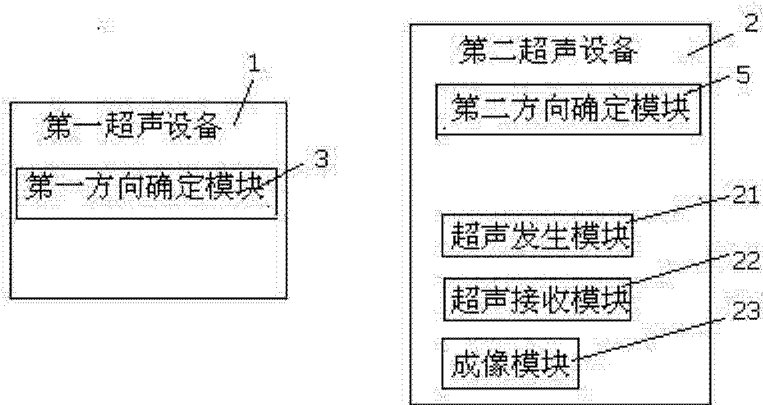 1
第一超声设备
第一方向确定模块
3
2
第二超声设备
5
第二方向确定模块
21
超声发生模块
22
超声接收模块
23
成像模块